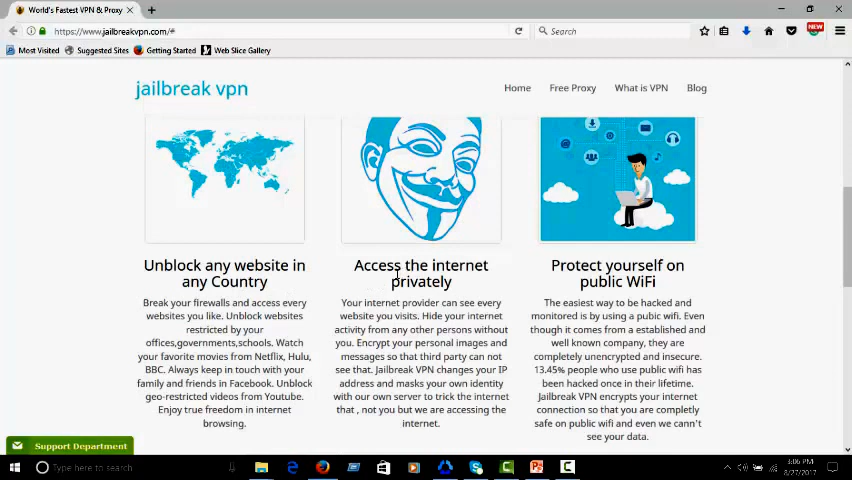 World's Fastest VPN & Proxy
https://www.jailbreakvpn.com/#
Search
NEW
Most Visited Suggested Sites Getting Started Web Slice Gallery
jailbreak vpn
Home Free Proxy What is VPN Blog
Unblock any website in
any Country
Break your firewalls and access every
websites you like. Unblock websites
restricted by your
offices,governments,schools. Watch
your favorite movies from Netflix, Hulu,
BBC. Always keep in touch with your
family and friends in Facebook. Unblock
geo-restricted videos from Youtube.
Enjoy true freedom in internet
browsing.
Access the internet
privately
Your internet provider can see every
website you visits. Hide your internet
activity from any other persons without
you. Encrypt your personal images and
messages so that third party can not
see that. Jailbreak VPN changes your IP
address and masks your own identity
with our own server to trick the internet
that , not you but we are accessing the
internet.
Protect yourself on
public WiFi
The easiest way to be hacked and
monitored is by using a pubic wifi. Even
though it comes from a established and
well known company, they are
completely unencrypted and insecure.
13.45% people who use public wifi has
been hacked once in their lifetime.
Jailbreak VPN encrypts your internet
connection so that you are completly
safe on public wifi and even we cann't
see your data.
Support Department
Type here to search
3:06 PM
8/27/2017